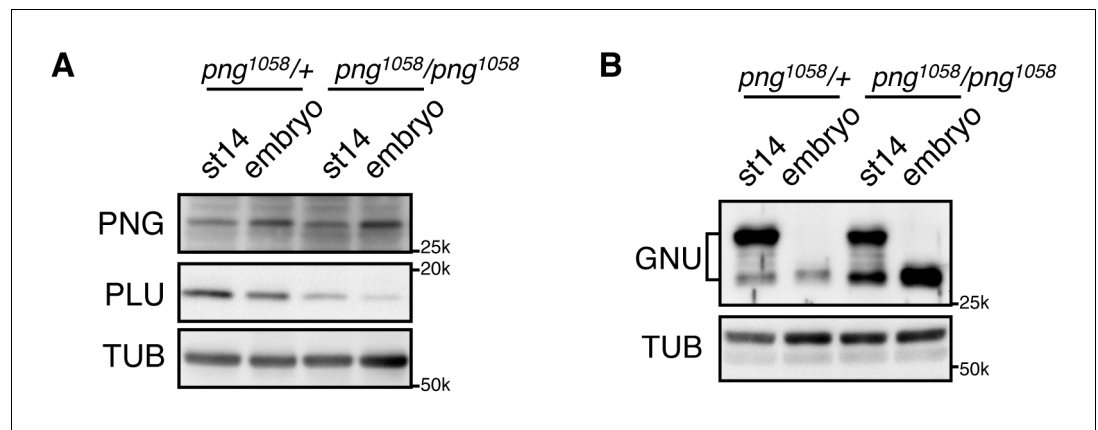 A
png¹⁰⁵⁸/+ png¹⁰⁵⁸/png¹⁰⁵⁸
st14 embryo st14 embryo
PNG
25k
20k
PLU
TUB
50k
B
png¹⁰⁵⁸/+ png¹⁰⁵⁸/png¹⁰⁵⁸
st14 embryo st14 embryo
GNU
25k
TUB
50k